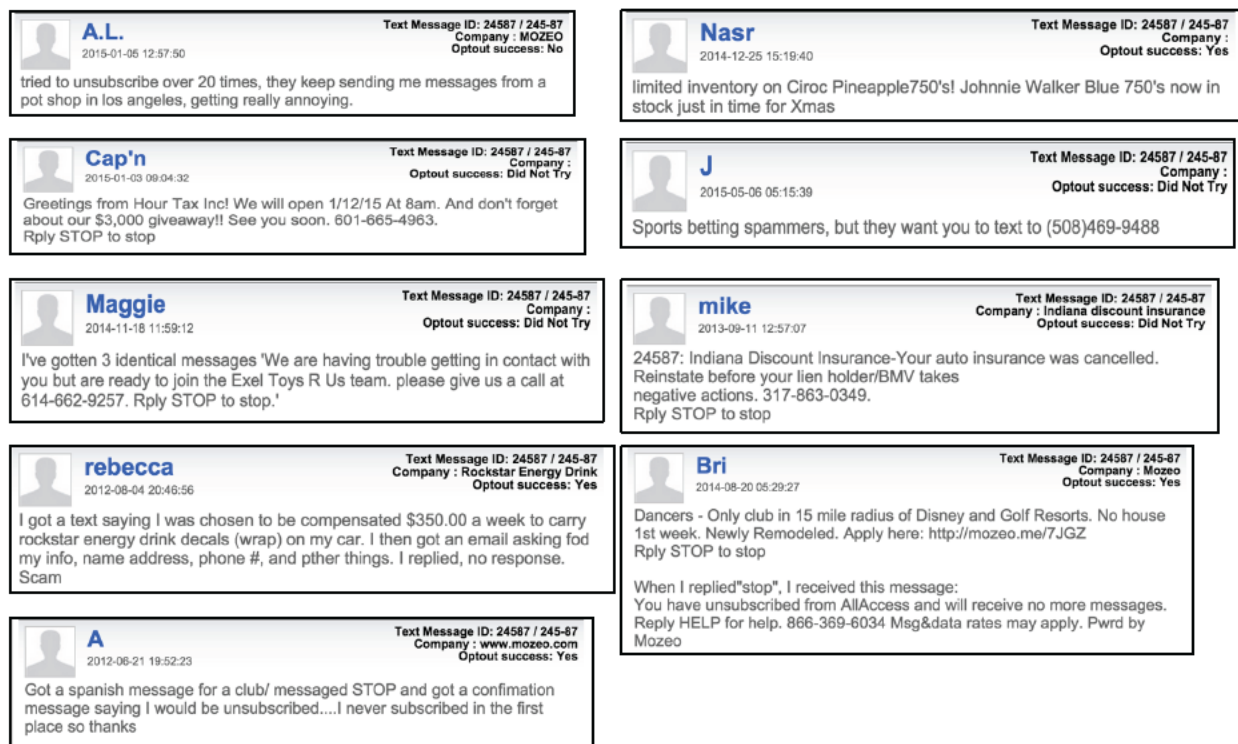 A.L.
2015-01-05 12:57:50
Text Message ID: 24587 / 245-87
Company : MOZEO
Optout success: No
tried to unsubscribe over 20 times, they keep sending me messages from a
pot shop in los angeles, getting really annoying.
Cap'n
2015-01-03 09:04:32
Text Message ID: 24587 / 245-87
Company :
Optout success: Did Not Try
Greetings from Hour Tax Inc! We will open 1/12/15 At 8am. And don't forget
about our $3,000 giveaway!! See you soon. 601-665-4963.
Rply STOP to stop
Maggie
2014-11-18 11:59:12
Text Message ID: 24587 / 245-87
Company :
Optout success: Did Not Try
I've gotten 3 identical messages 'We are having trouble getting in contact with
you but are ready to join the Exel Toys R Us team. please give us a call at
614-662-9257. Rply STOP to stop.'
rebecca
2012-08-04 20:46:56
Text Message ID: 24587 / 245-87
Company : Rockstar Energy Drink
Optout success: Yes
I got a text saying I was chosen to be compensated $350.00 a week to carry
rockstar energy drink decals (wrap) on my car. I then got an email asking fod
my info, name address, phone #, and pther things. I replied, no response.
Scam
A
2012-06-21 19:52:23
Text Message ID: 24587 / 245-87
Company : www.mozeo.com
Optout success: Yes
Got a spanish message for a club/ messaged STOP and got a confimation
message saying I would be unsubscribed....I never subscribed in the first
place so thanks
Nasr
2014-12-25 15:19:40
Text Message ID: 24587 / 245-87
Company :
Optout success: Yes
limited inventory on Ciroc Pineapple750's! Johnnie Walker Blue 750's now in
stock just in time for Xmas
J
2015-05-06 05:15:39
Text Message ID: 24587 / 245-87
Company :
Optout success: Did Not Try
Sports betting spammers, but they want you to text to (508)469-9488
mike
2013-09-11 12:57:07
Text Message ID: 24587 / 245-87
Company : Indiana discount insurance
Optout success: Did Not Try
24587: Indiana Discount Insurance-Your auto insurance was cancelled.
Reinstate before your lien holder/BMV takes
negative actions. 317-863-0349.
Rply STOP to stop
Bri
2014-08-20 05:29:27
Text Message ID: 24587 / 245-87
Company : Mozeo
Optout success: Yes
Dancers - Only club in 15 mile radius of Disney and Golf Resorts. No house
1st week. Newly Remodeled. Apply here: http://mozeo.me/7JGZ
Rply STOP to stop
When I replied"stop", I received this message:
You have unsubscribed from AllAccess and will receive no more messages.
Reply HELP for help. 866-369-6034 Msg&data rates may apply. Pwrd by
Mozeo